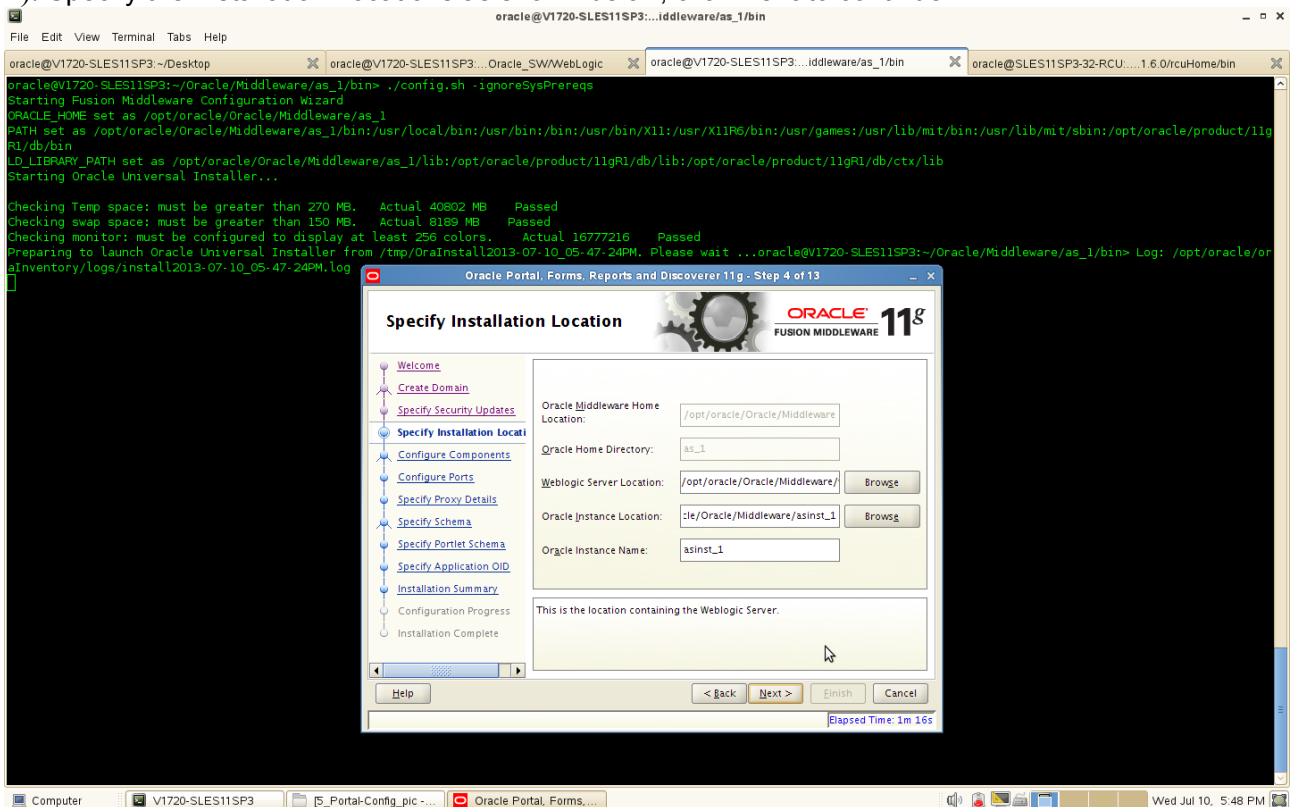 oracle@V1720-SLES11SP3:...iddleware/as_1/bin
File Edit View Terminal Tabs Help
oracle@V1720-SLES11SP3:~/Desktop
oracle@V1720-SLES11SP3:...Oracle_SW/WebLogic
oracle@V1720-SLES11SP3:...iddleware/as_1/bin
oracle@SLES11SP3-32-RCU:....1.6.0/rcuHome/bin
oracle@V1720-SLES11SP3:~/Oracle/Middleware/as_1/bin> ./config.sh -ignoreSysPrereqs
Starting Fusion Middleware Configuration Wizard
ORACLE_HOME set as /opt/oracle/Oracle/Middleware/as_1
PATH set as /opt/oracle/Oracle/Middleware/as_1/bin:/usr/local/bin:/usr/bin:/bin:/usr/bin/X11:/usr/X11R6/bin:/usr/games:/usr/lib/mit/bin:/usr/lib/mit/sbin:/opt/oracle/product/11g
R1/db/bin
LD_LIBRARY_PATH set as /opt/oracle/Oracle/Middleware/as_1/lib:/opt/oracle/product/11gR1/db/lib:/opt/oracle/product/11gR1/db/ctx/lib
Starting Oracle Universal Installer...
Checking Temp space: must be greater than 270 MB. Actual 40802 MB Passed
Checking swap space: must be greater than 150 MB. Actual 8189 MB Passed
Checking monitor: must be configured to display at least 256 colors. Actual 16777216 Passed
Preparing to launch Oracle Universal Installer from /tmp/OraInstall2013-07-10_05-47-24PM. Please wait ...oracle@V1720-SLES11SP3:~/Oracle/Middleware/as_1/bin> Log: /opt/oracle/or
aInventory/logs/install2013-07-10_05-47-24PM.log
Oracle Portal, Forms, Reports and Discoverer 11g - Step 4 of 13
Specify Installation Location
ORACLE
FUSION MIDDLEWARE 11g
Welcome
Create Domain
Specify Security Updates
Specify Installation Locati
Configure Components
Configure Ports
Specify Proxy Details
Specify Schema
Specify Portlet Schema
Specify Application OID
Installation Summary
Configuration Progress
Installation Complete
Oracle Middleware Home
Location:
/opt/oracle/Oracle/Middleware
Oracle Home Directory: as_1
Weblogic Server Location: /opt/oracle/Oracle/Middleware/ Browse
Oracle Instance Location: cle/Oracle/Middleware/asinst_1 Browse
Oracle Instance Name: asinst_1
This is the location containing the Weblogic Server.
Help < Back Next > Finish Cancel
Elapsed Time: 1m 16s
Computer V1720-SLES11SP3 [5_Portal-Config_pic -... Oracle Portal, Forms,... Wed Jul 10, 5:48 PM